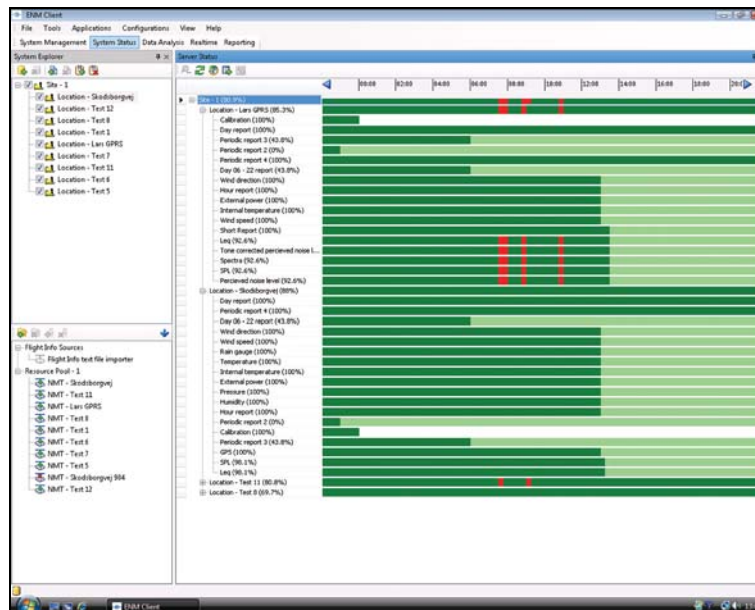 ENM Client
File Tools Applications Configurations View Help
System Management System Status Data Analysis Realtime Reporting
System Explorer
Site - 1
Location - Skodsborgvej
Location - Test 12
Location - Test 8
Location - Test 1
Location - Lars GPRS
Location - Test 7
Location - Test 11
Location - Test 6
Location - Test 5
Flight Info Sources
Flight Info text file importer
Resource Pool - 1
NMT - Skodsborgvej
NMT - Test 11
NMT - Lars GPRS
NMT - Test 8
NMT - Test 1
NMT - Test 6
NMT - Test 7
NMT - Test 5
NMT - Skodsborgvej 904
NMT - Test 12
Server Status
00:00 02:00 04:00 06:00 08:00 10:00 12:00 14:00 16:00 18:00 20:0
Site - 1 (80.9%)
Location - Lars GPRS (85.3%)
Calibration (100%)
Day report (100%)
Periodic report 3 (43.8%)
Periodic report 2 (0%)
Periodic report 4 (100%)
Day 06 - 22 report (43.8%)
Wind direction (100%)
Hour report (100%)
External power (100%)
Internal temperature (100%)
Wind speed (100%)
Short Report (100%)
Leq (92.6%)
Tone corrected percieved noise l...
Spectra (92.6%)
SPL (92.6%)
Percieved noise level (92.6%)
Location - Skodsborgvej (88%)
Day report (100%)
Periodic report 4 (100%)
Day 06 - 22 report (43.8%)
Wind direction (100%)
Wind speed (100%)
Rain gauge (100%)
Temperature (100%)
Internal temperature (100%)
External power (100%)
Pressure (100%)
Humidity (100%)
Hour report (100%)
Periodic report 2 (0%)
Calibration (100%)
Periodic report 3 (43.8%)
GPS (100%)
SPL (98.1%)
Leq (98.1%)
Location - Test 11 (80.8%)
Location - Test 8 (69.7%)
ENM Client